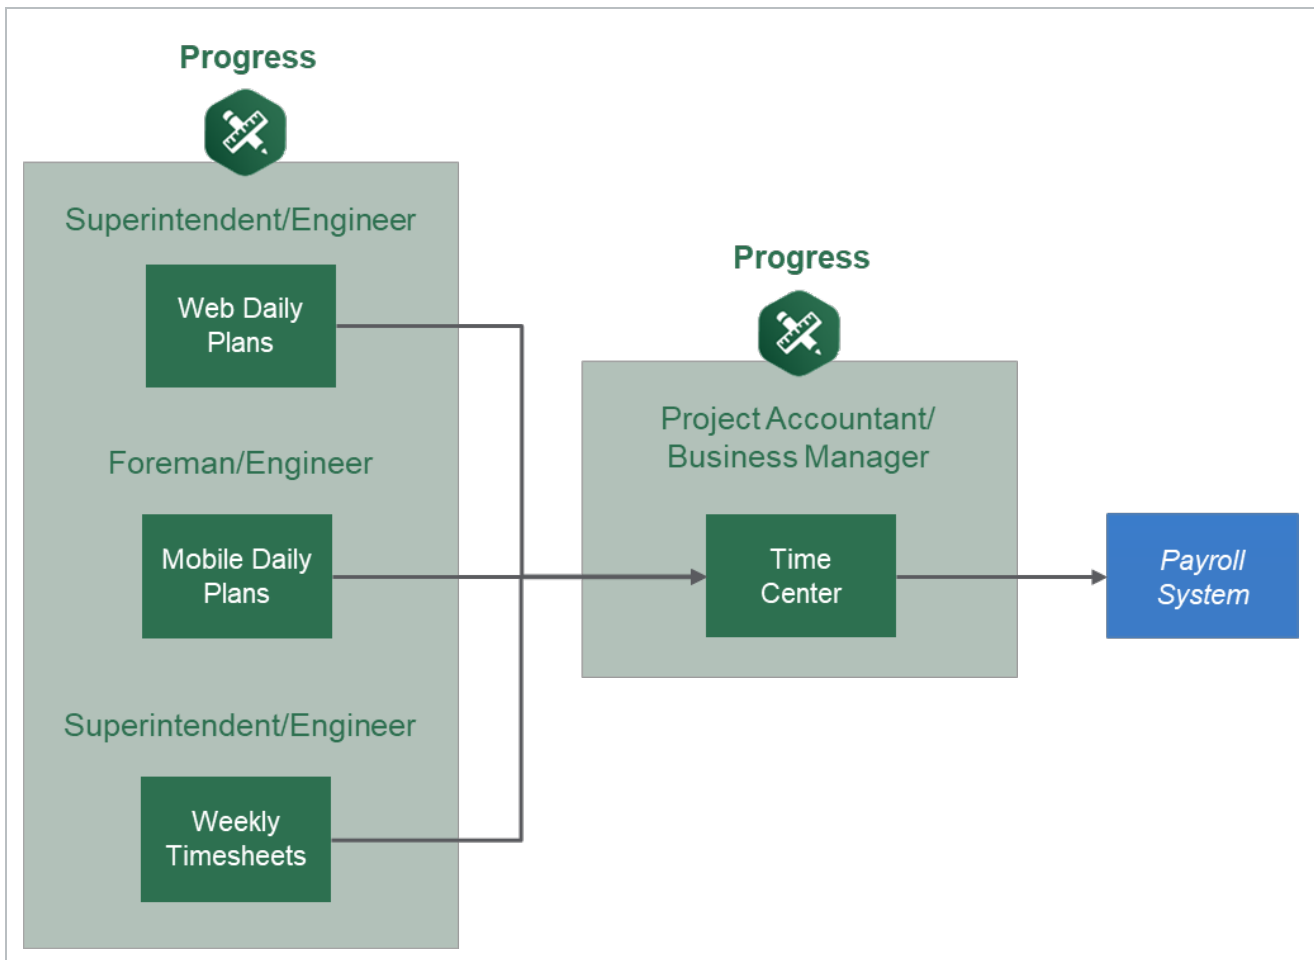 Progress
Superintendent/Engineer
Web Daily
Plans
Foreman/Engineer
Mobile Daily
Plans
Superintendent/Engineer
Weekly
Timesheets
Progress
Project Accountant/
Business Manager
Time
Center
Payroll
System